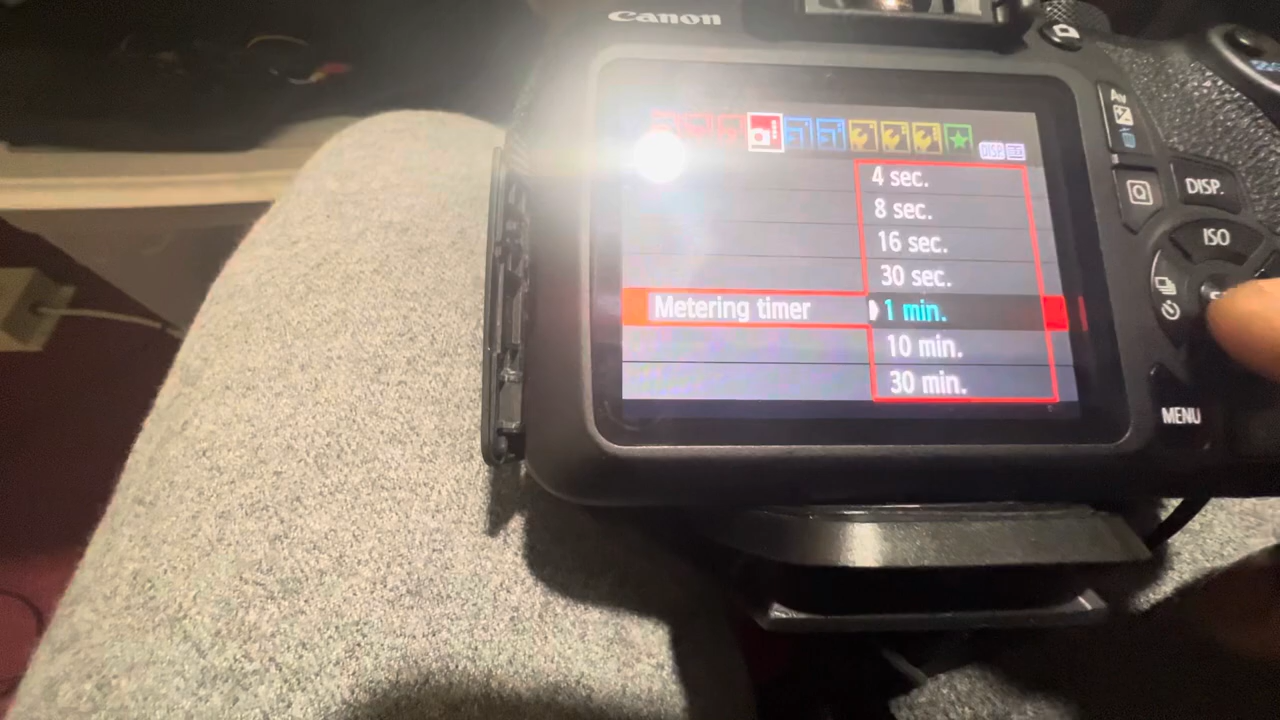 Canon
DISP.
4 sec.
8 sec.
16 sec.
30 sec.
Metering timer
1 min.
10 min.
30 min.
Av
Q
DISP.
ISO
MENU